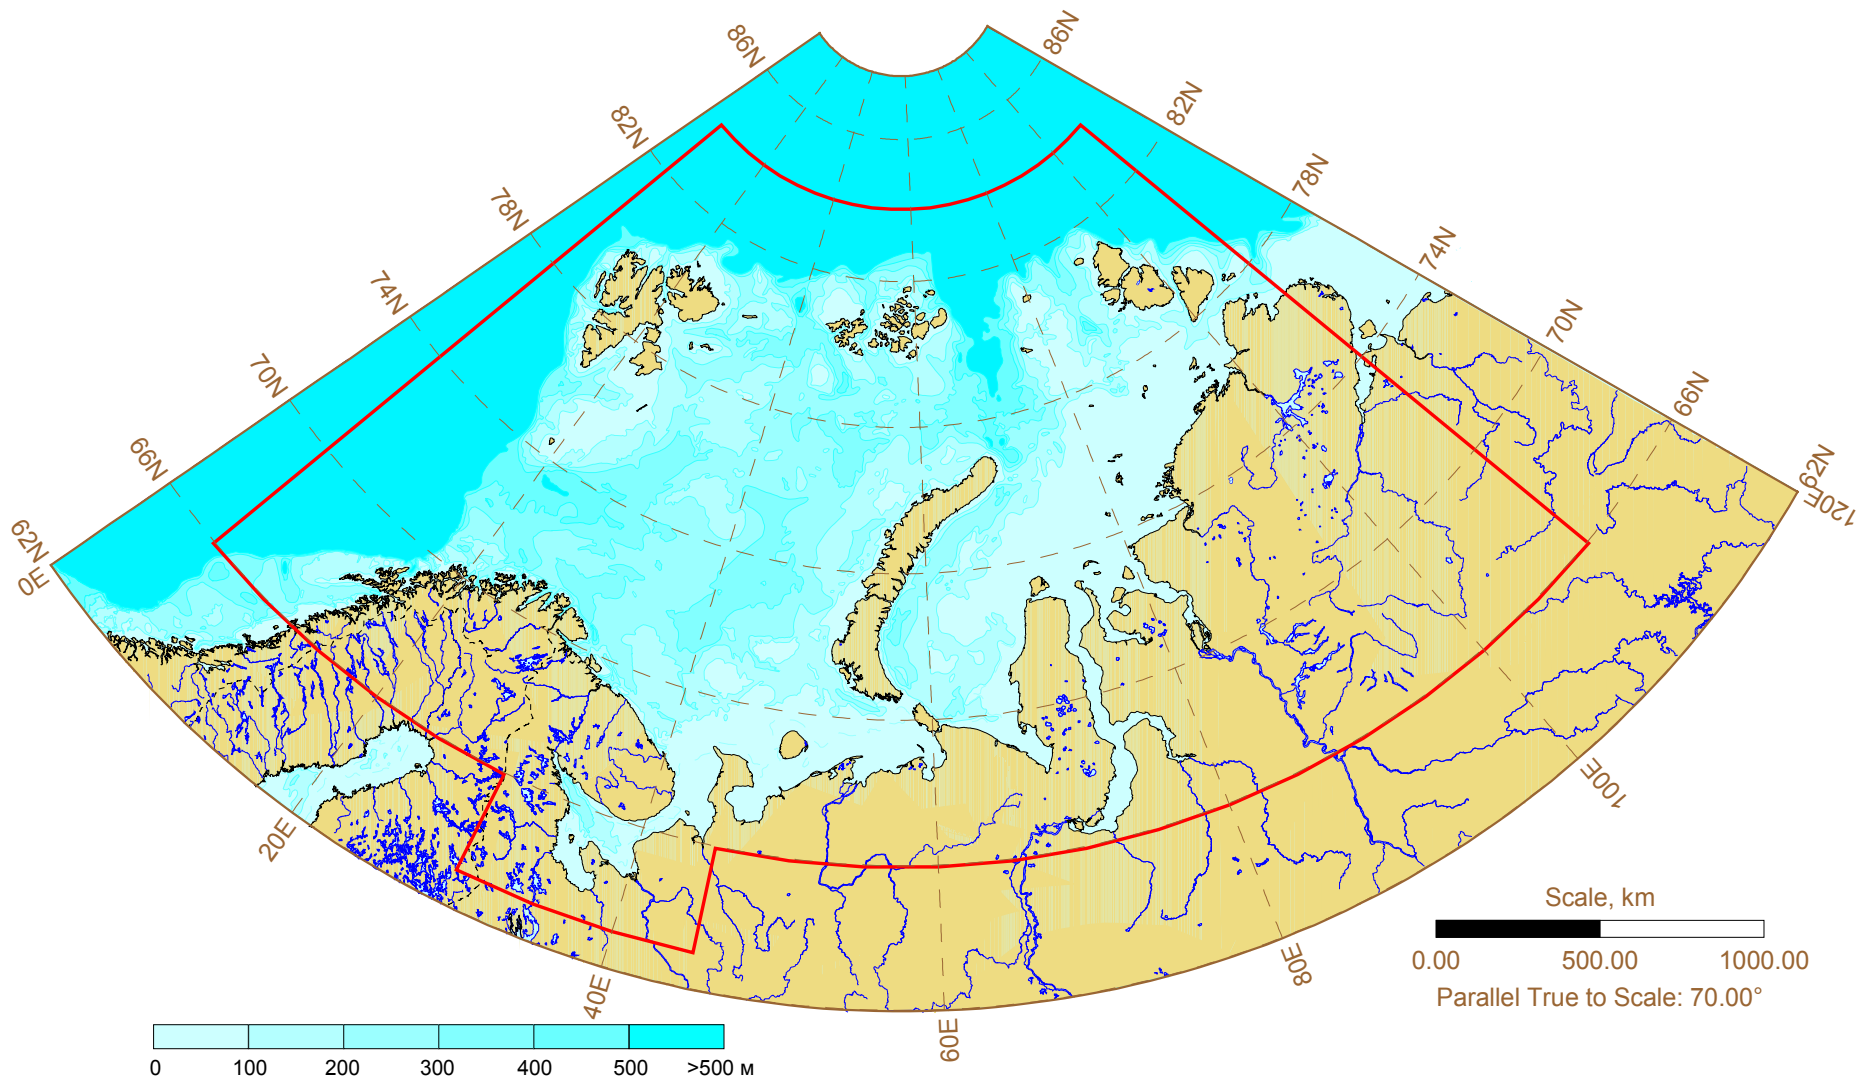 86N
86N
82N
82N
78N
78N
74N
74N
70N
70N
66N
66N
62N
62N
0E
120E
20E
40E
60E
80E
100E
Scale, km
0.00 500.00 1000.00
Parallel True to Scale: 70.00°
0 100 200 300 400 500 >500 м